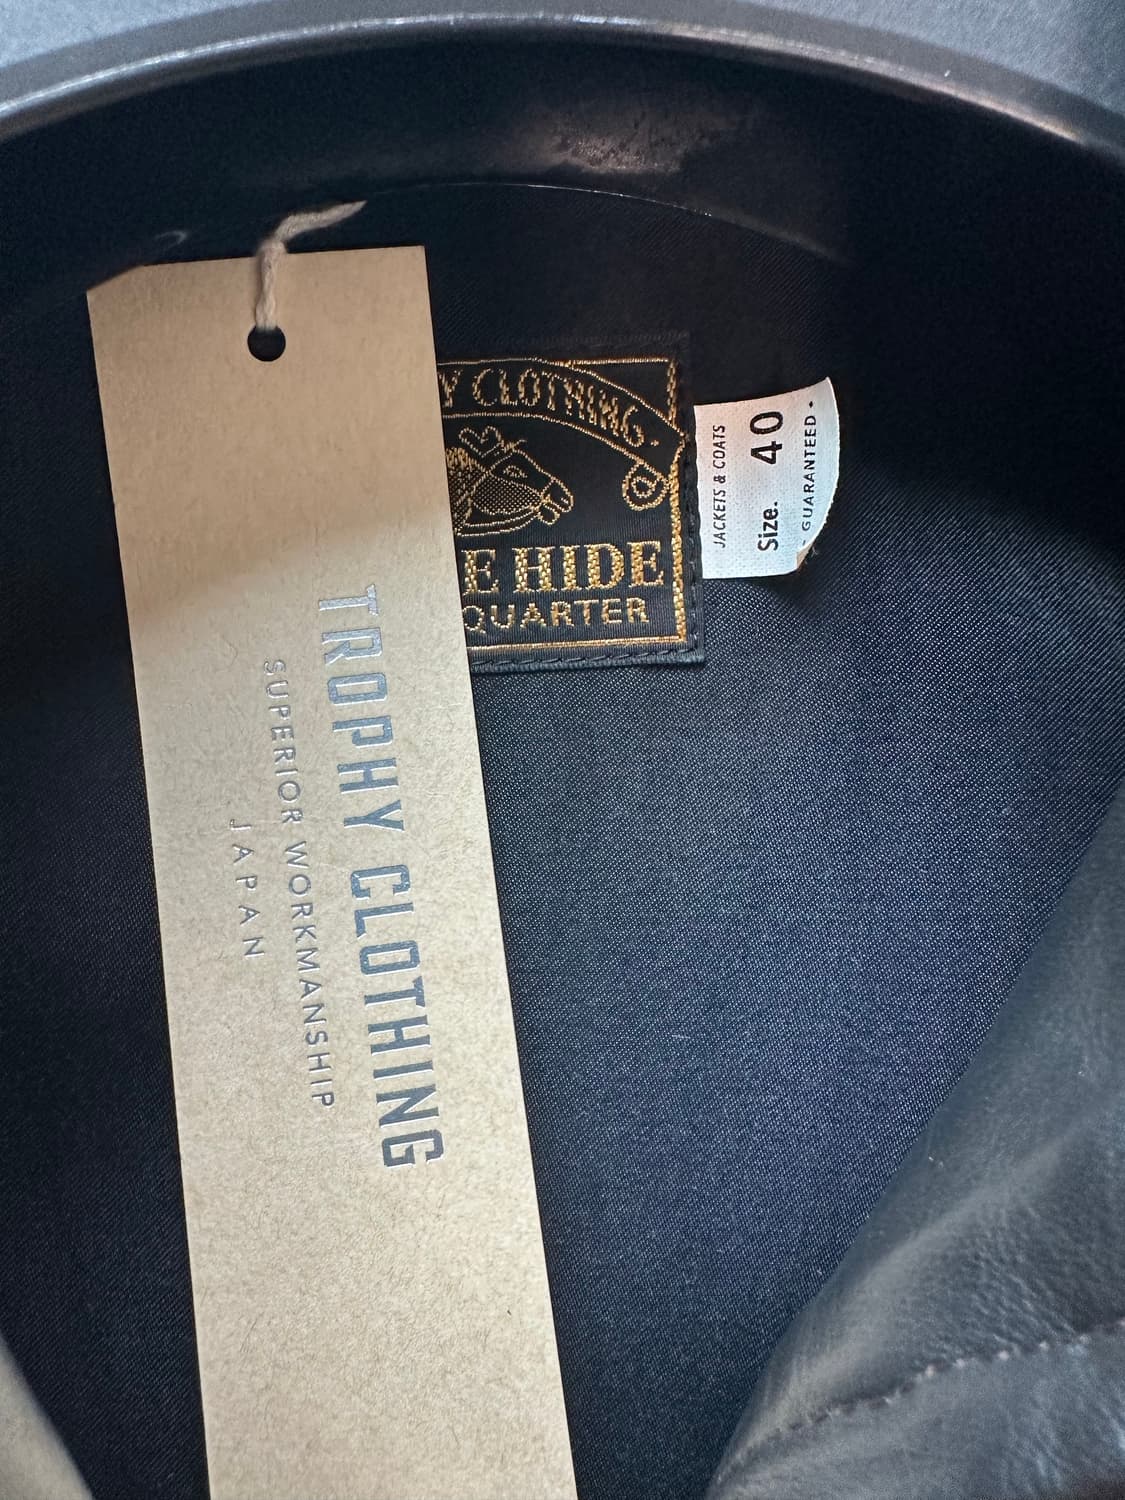 TROPHY CLOTHING
SUPERIOR WORKMANSHIP
JAPAN
Y CLOTHING
E HIDE
QUARTER
JACKETS & COATS
Size. 40
• GUARANTEED •